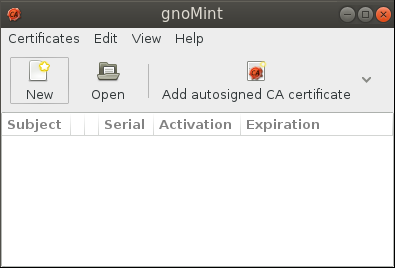 gnoMint
Certificates Edit View Help
New Open Add autosigned CA certificate
Subject Serial Activation Expiration